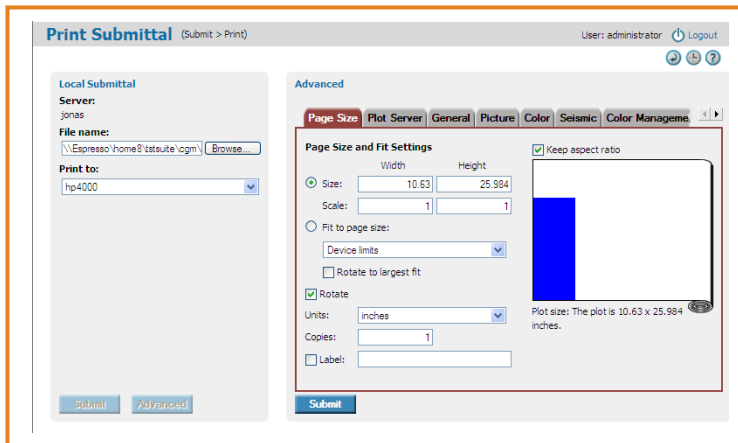 Print Submittal (Submit > Print)
User: administrator Logout
Local Submittal
Server:
jonas
File name:
\\Espresso\home8\tstsuite\cgm\ Browse...
Print to:
hp4000
Submit Advanced
Advanced
Page Size Plot Server General Picture Color Seismic Color Manageme
Page Size and Fit Settings
Width Height
Size: 10.63 25.984
Scale: 1 1
Fit to page size:
Device limits
Rotate to largest fit
Rotate
Units: inches
Copies: 1
Label:
Keep aspect ratio
Plot size: The plot is 10.63 x 25.984
inches.
Submit